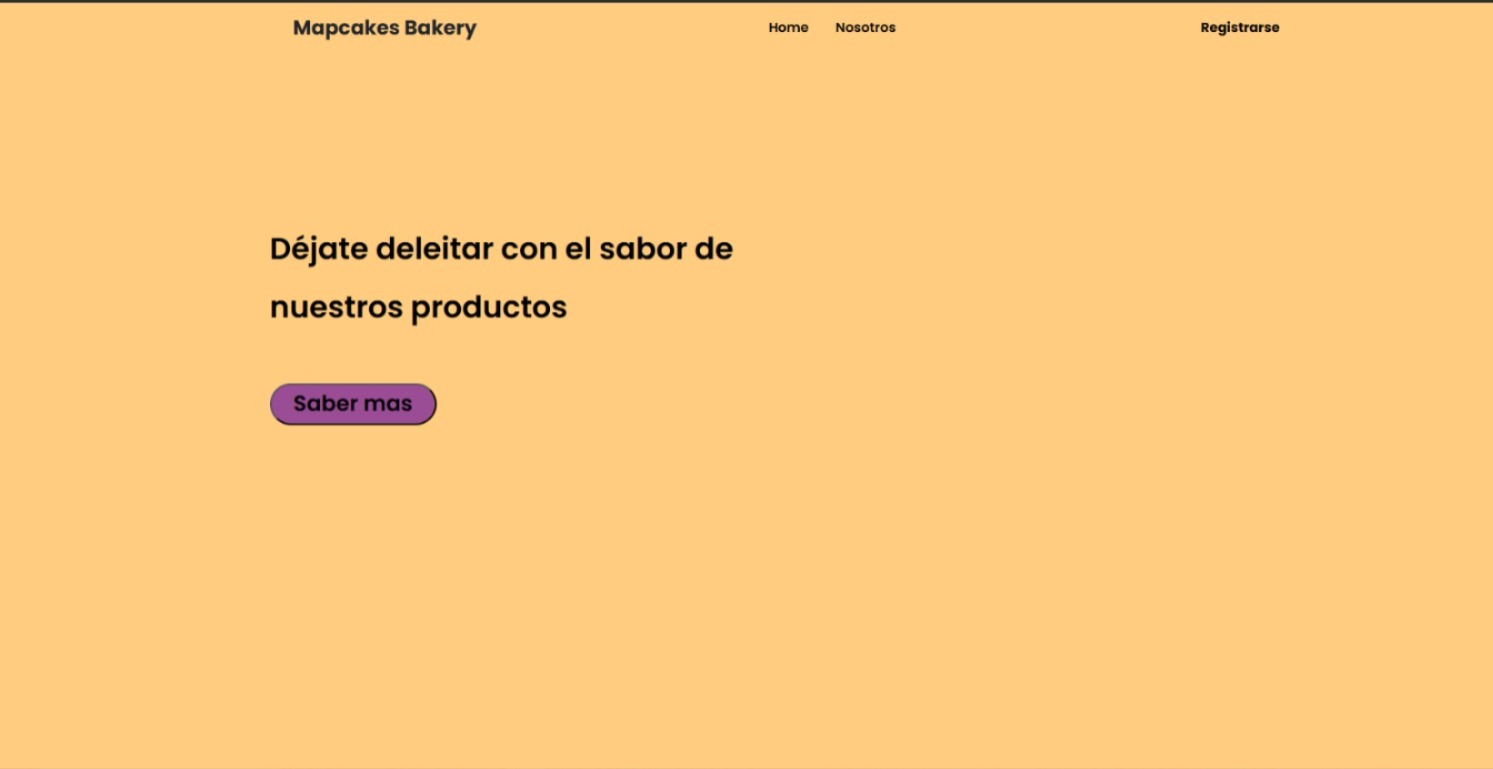 Mapcakes Bakery Home Nosotros Registrarse
Déjate deleitar con el sabor de
nuestros productos
Saber mas